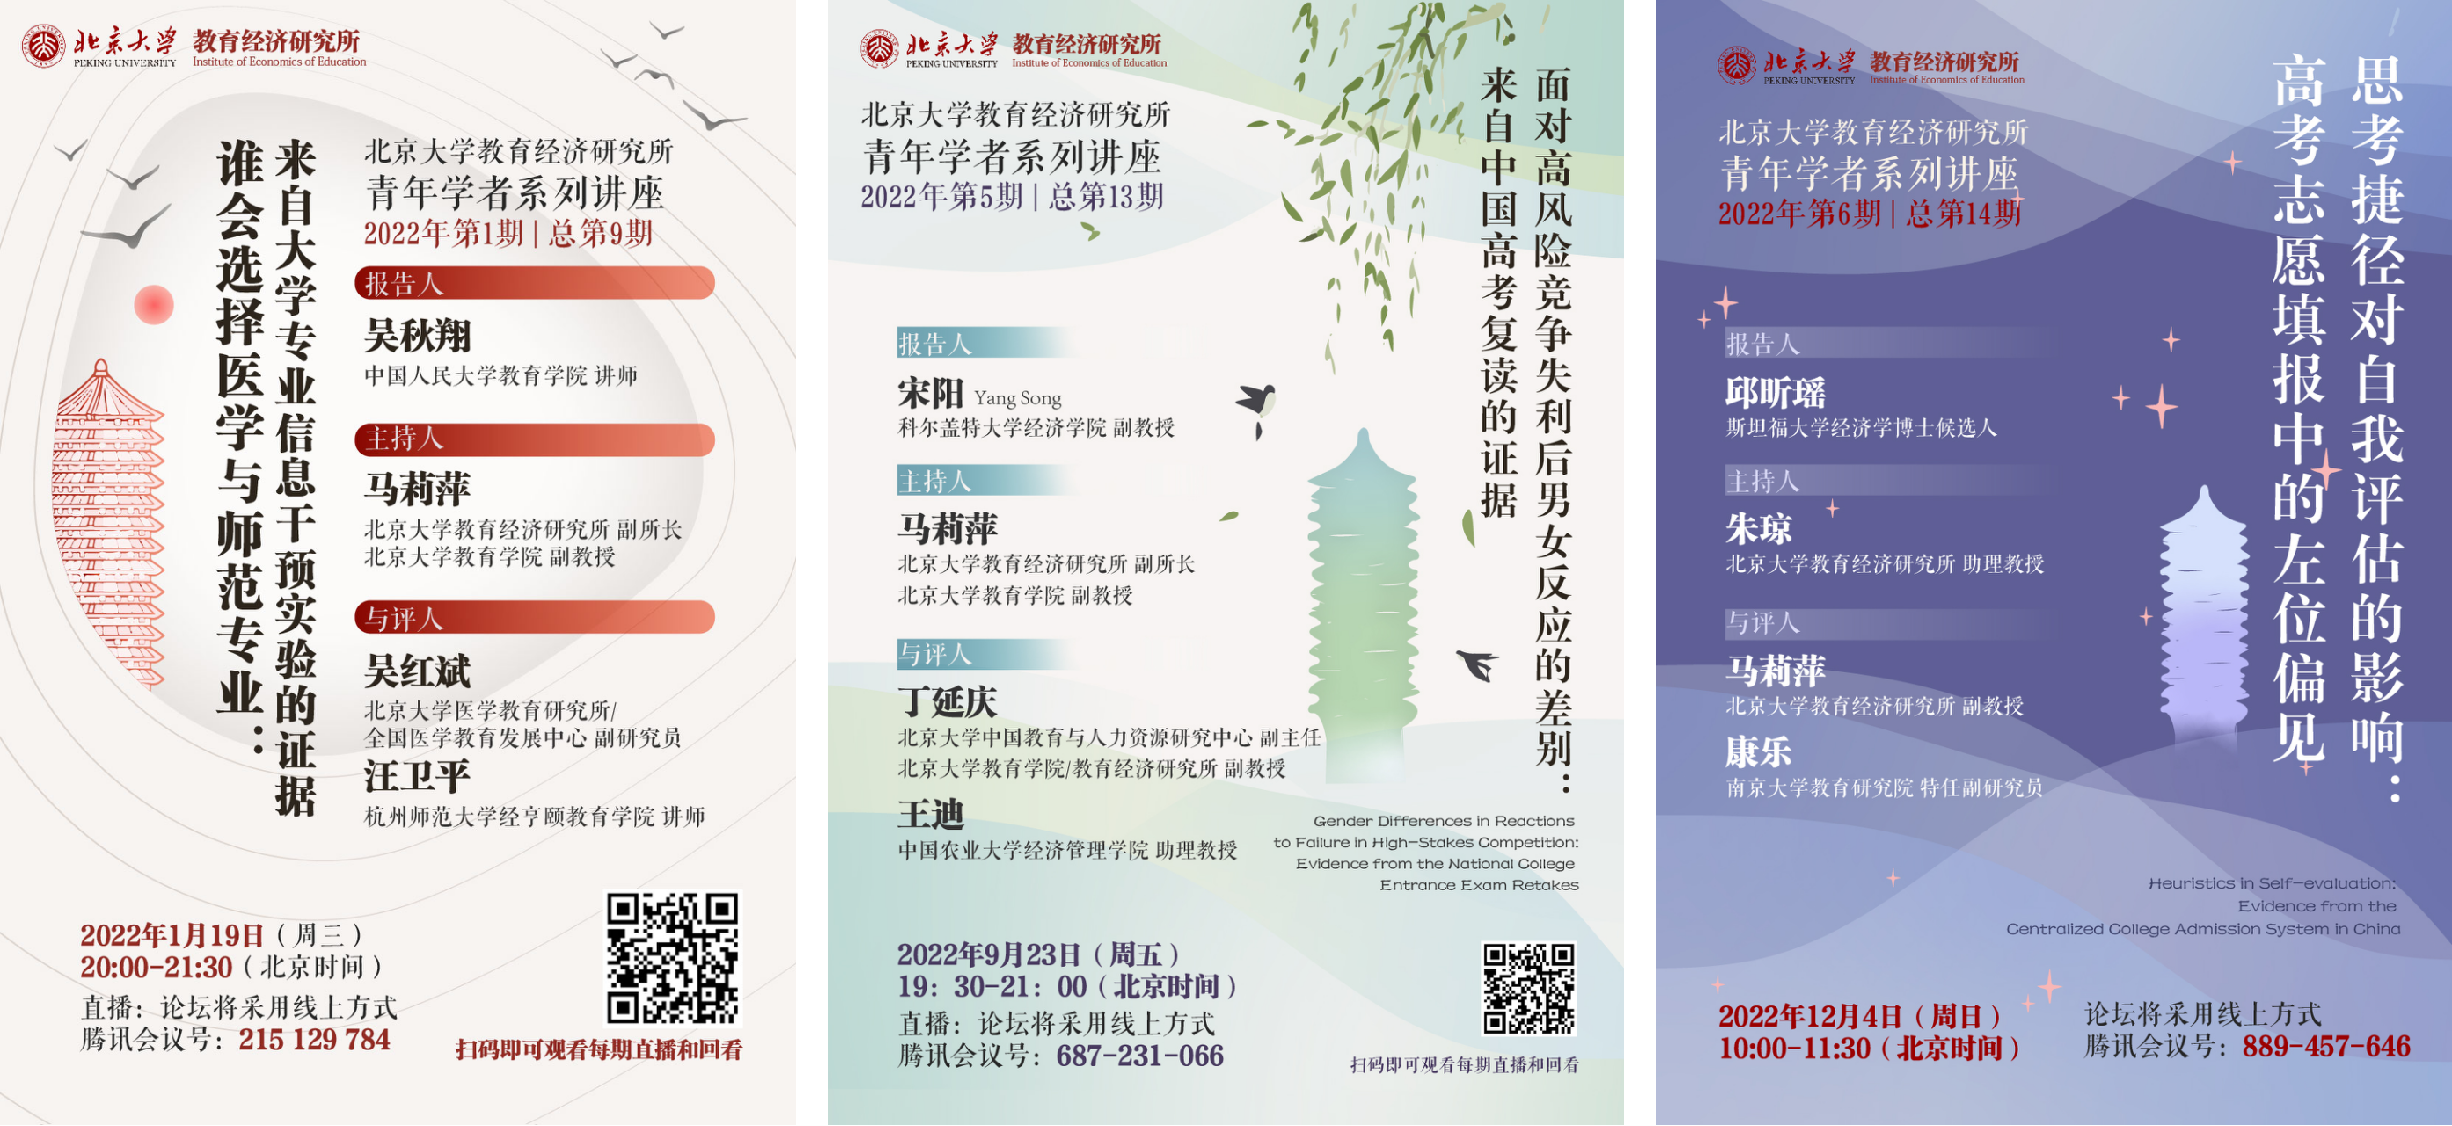 北京大学
PEKING UNIVERSITY
教育经济研究所
Institute of Economics of Education
谁会选择医学与师范专业：
来自大学专业信息干预实验的证据
北京大学教育经济研究所
青年学者系列讲座
2022年第1期 | 总第9期
报告人
吴秋翔
中国人民大学教育学院 讲师
主持人
马莉萍
北京大学教育经济研究所 副所长
北京大学教育学院 副教授
与评人
吴红斌
北京大学医学教育研究所/
全国医学教育发展中心 副研究员
汪卫平
杭州师范大学经亨颐教育学院 讲师
2022年1月19日（周三）
20:00-21:30（北京时间）
直播：论坛将采用线上方式
腾讯会议号：215 129 784
扫码即可观看每期直播和回看
北京大学
PEKING UNIVERSITY
教育经济研究所
Institute of Economics of Education
北京大学教育经济研究所
青年学者系列讲座
2022年第5期 | 总第13期
面对高风险竞争失利后男女反应的差别：
来自中国高考复读的证据
报告人
宋阳 Yang Song
科尔盖特大学经济学院 副教授
主持人
马莉萍
北京大学教育经济研究所 副所长
北京大学教育学院 副教授
与评人
丁延庆
北京大学中国教育与人力资源研究中心 副主任
北京大学教育学院/教育经济研究所 副教授
王迪
中国农业大学经济管理学院 助理教授
Gender Differences in Reactions
to Failure in High-Stakes Competition:
Evidence from the National College
Entrance Exam Retakes
2022年9月23日（周五）
19：30-21：00（北京时间）
直播：论坛将采用线上方式
腾讯会议号：687-231-066
扫码即可观看每期直播和回看
北京大学
PEKING UNIVERSITY
教育经济研究所
Institute of Economics of Education
北京大学教育经济研究所
青年学者系列讲座
2022年第6期 | 总第14期
思考捷径对自我评估的影响：
高考志愿填报中的左位偏见
报告人
邱昕瑶
斯坦福大学经济学博士候选人
主持人
朱琼
北京大学教育经济研究所 助理教授
与评人
马莉萍
北京大学教育经济研究所 副教授
康乐
南京大学教育研究院 特任副研究员
Heuristics in Self-evaluation:
Evidence from the
Centralized College Admission System in China
2022年12月4日（周日）
10:00-11:30（北京时间）
论坛将采用线上方式
腾讯会议号：889-457-646